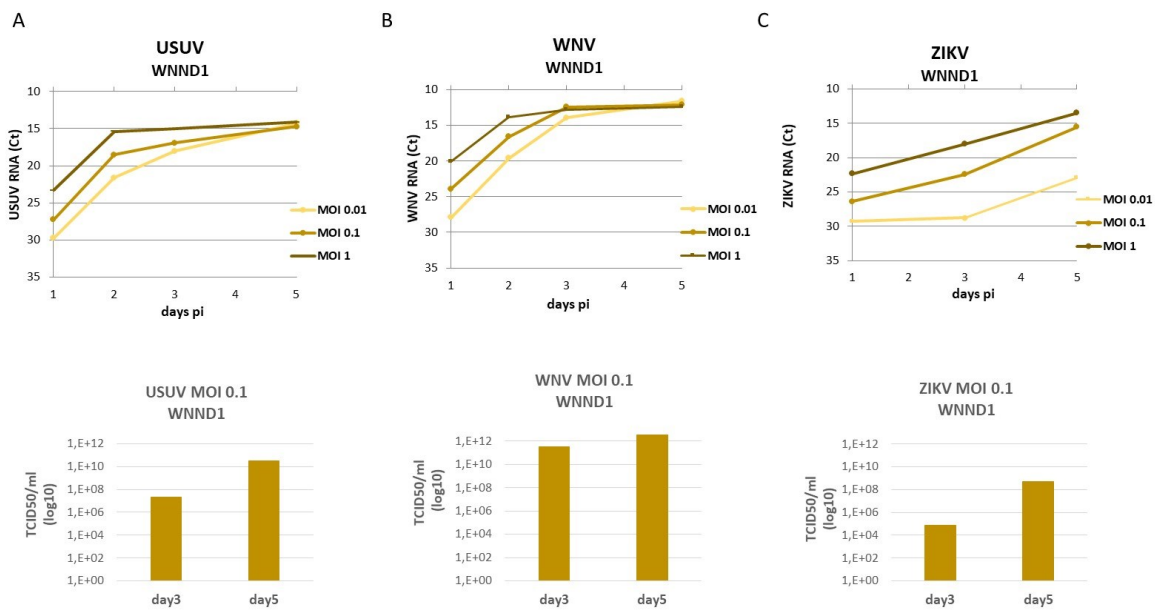 A
USUV
WNND1
10
15
20
25
30
35
USUV RNA (Ct)
1
2
3
4
5
days pi
MOI 0.01
MOI 0.1
MOI 1
B
WNV
WNND1
10
15
20
25
30
35
WNV RNA (Ct)
1
2
3
4
5
days pi
MOI 0.01
MOI 0.1
MOI 1
C
ZIKV
WNND1
10
15
20
25
30
35
ZIKV RNA (Ct)
1
2
3
4
5
days pi
MOI 0.01
MOI 0.1
MOI 1
USUV MOI 0.1
WNND1
1,E+12
1,E+10
1,E+08
1,E+06
1,E+04
1,E+02
1,E+00
TCID50/ml
(log10)
day3
day5
WNV MOI 0.1
WNND1
1,E+12
1,E+10
1,E+08
1,E+06
1,E+04
1,E+02
1,E+00
TCID50/ml
(log10)
day3
day5
ZIKV MOI 0.1
WNND1
1,E+12
1,E+10
1,E+08
1,E+06
1,E+04
1,E+02
1,E+00
TCID50/ml
(log10)
day3
day5